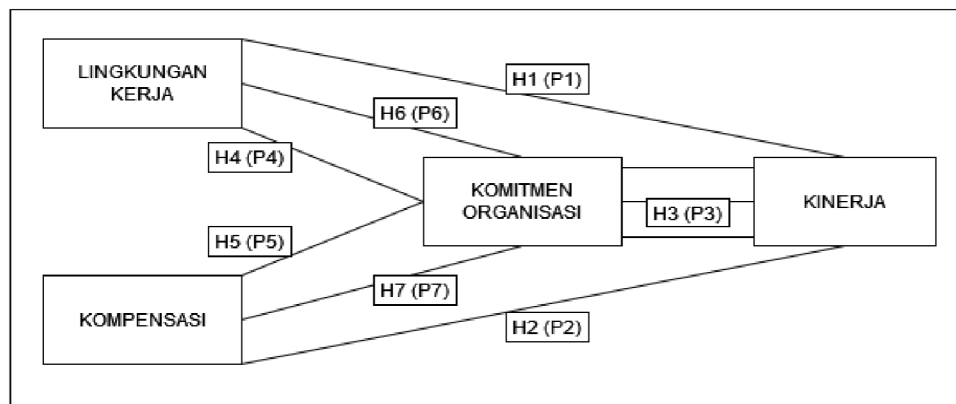 LINGKUNGAN
KERJA
H1 (P1)
H6 (P6)
H4 (P4)
KOMITMEN
ORGANISASI
KINERJA
H3 (P3)
H5 (P5)
H7 (P7)
KOMPENSASI
H2 (P2)